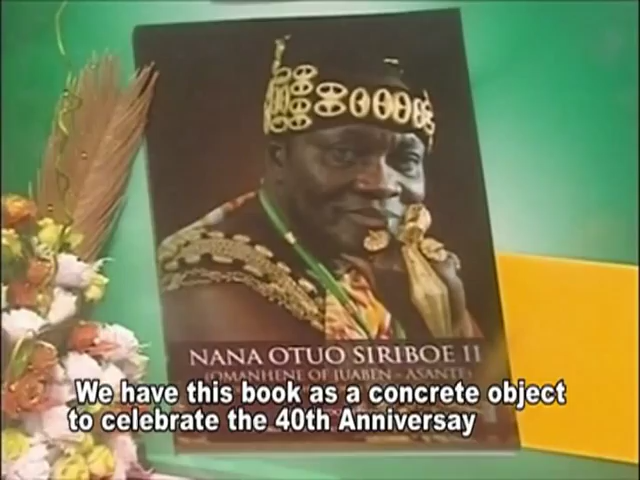 NANA OTUO SIRIBOE II
(OMANHENE OF JUABEN - ASANTE)
We have this book as a concrete object
to celebrate the 40th Anniversay